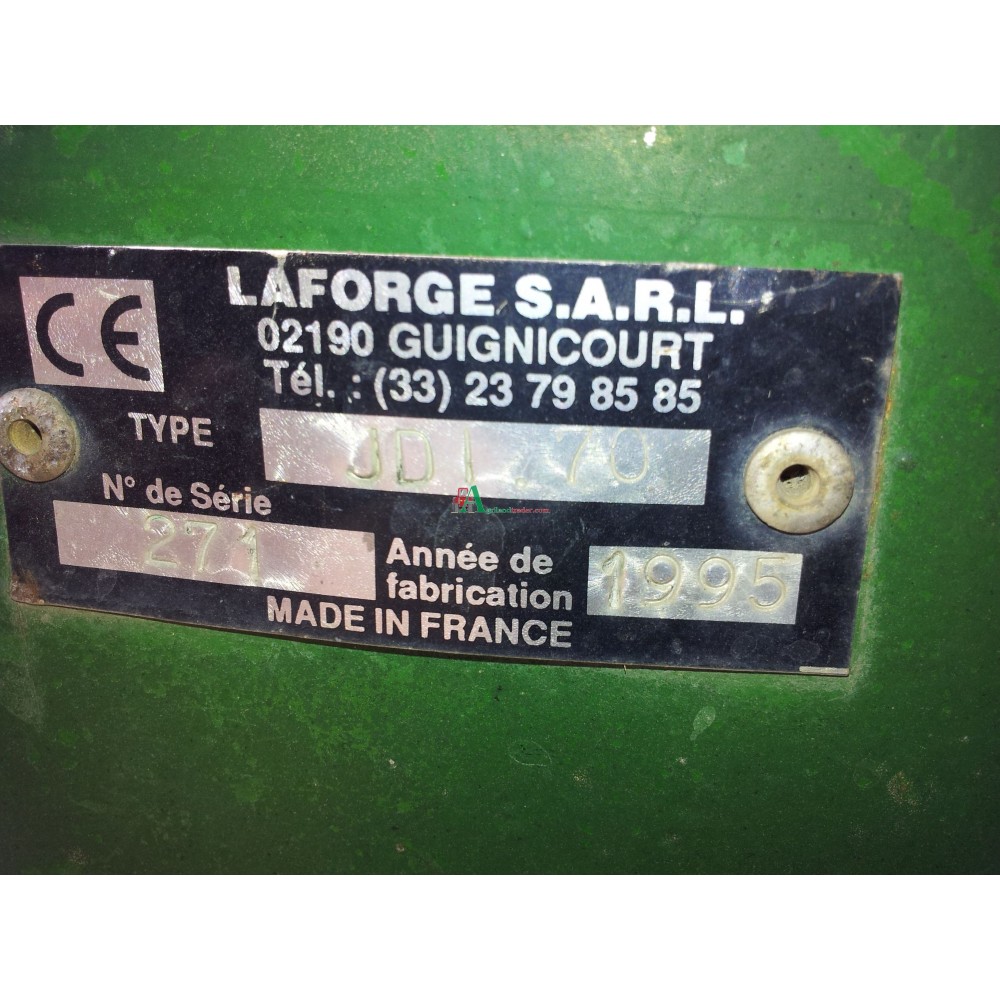 CE
LAFORGE S.A.R.L.
02190 GUIGNICOURT
Tél. : (33) 23 79 85 85
TYPE JD I .70
N° de Série
271
Année de
fabrication 1995
MADE IN FRANCE